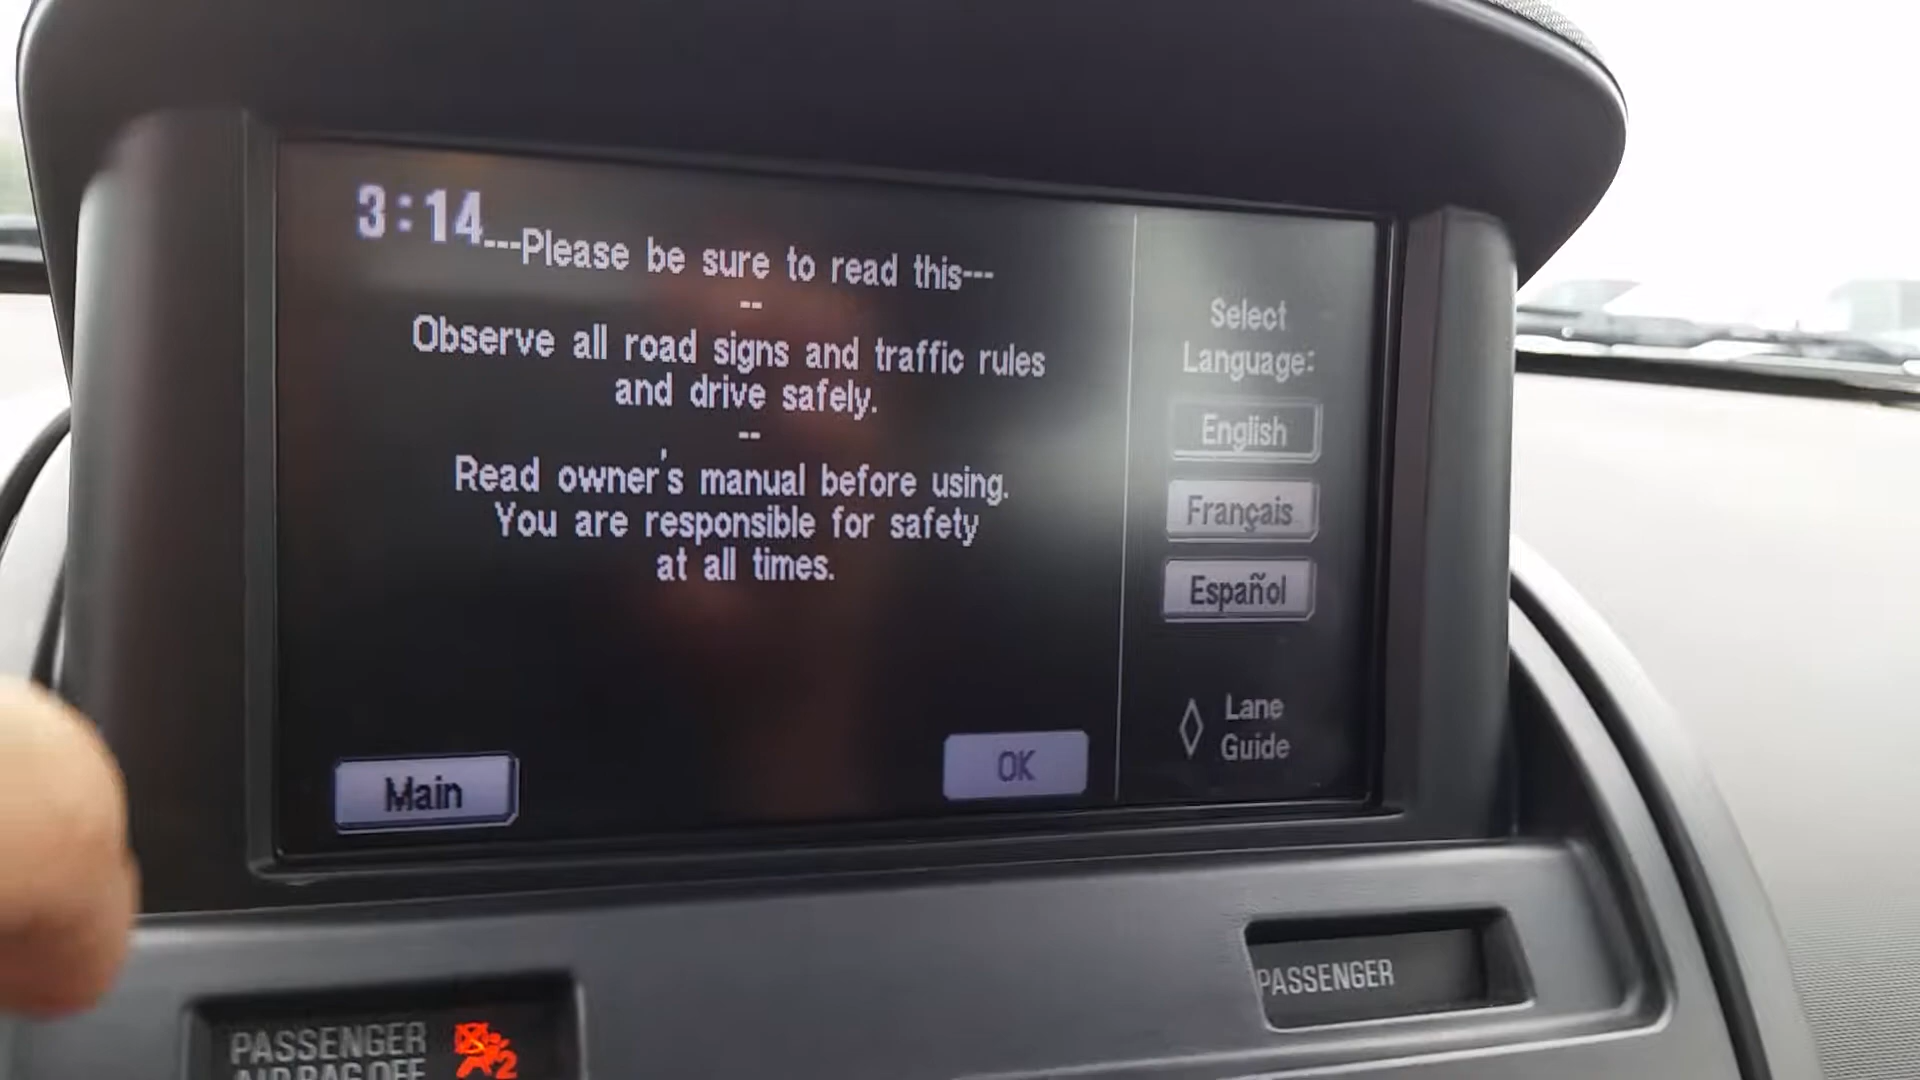 3:14
---Please be sure to read this---
--
Observe all road signs and traffic rules
and drive safely.
--
Read owner's manual before using.
You are responsible for safety
at all times.
Main
OK
Select
Language:
English
Français
Español
Lane
Guide
PASSENGER
PASSENGER
AIRBAG OFF
2